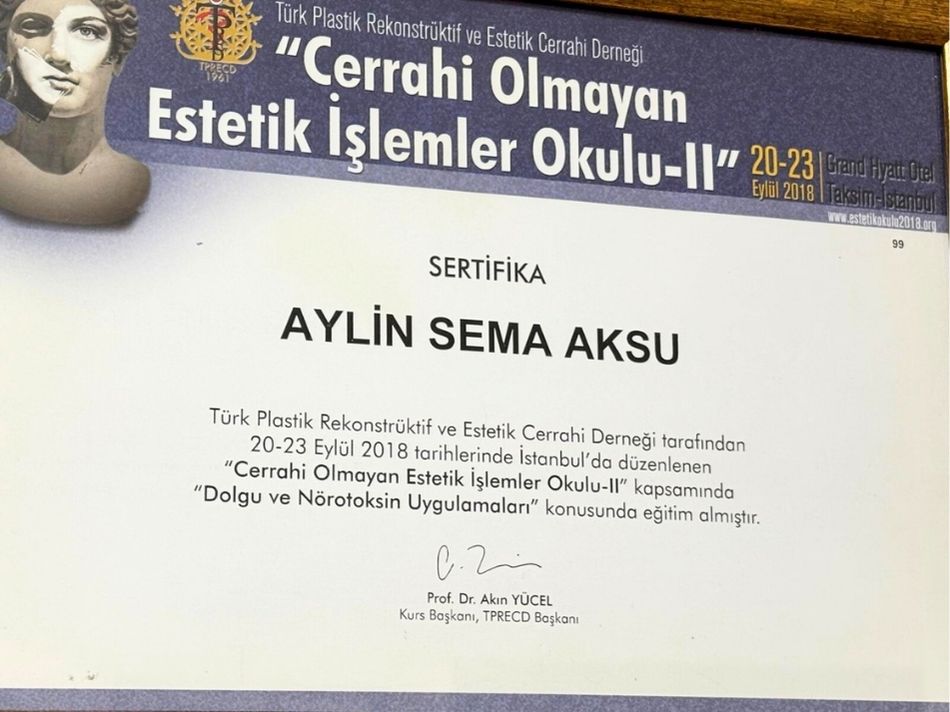 TPRECD
1961
Türk Plastik Rekonstrüktif ve Estetik Cerrahi Derneği
“Cerrahi Olmayan
Estetik İşlemler Okulu-II”
20-23
Eylül 2018
Grand Hyatt Otel
Taksim-İstanbul
www.estetikokulu2018.org
99
SERTİFİKA
AYLİN SEMA AKSU
Türk Plastik Rekonstrüktif ve Estetik Cerrahi Derneği tarafından
20-23 Eylül 2018 tarihlerinde İstanbul’da düzenlenen
“Cerrahi Olmayan Estetik İşlemler Okulu-II” kapsamında
“Dolgu ve Nörotoksin Uygulamaları” konusunda eğitim almıştır.
Prof. Dr. Akın YÜCEL
Kurs Başkanı, TPRECD Başkanı